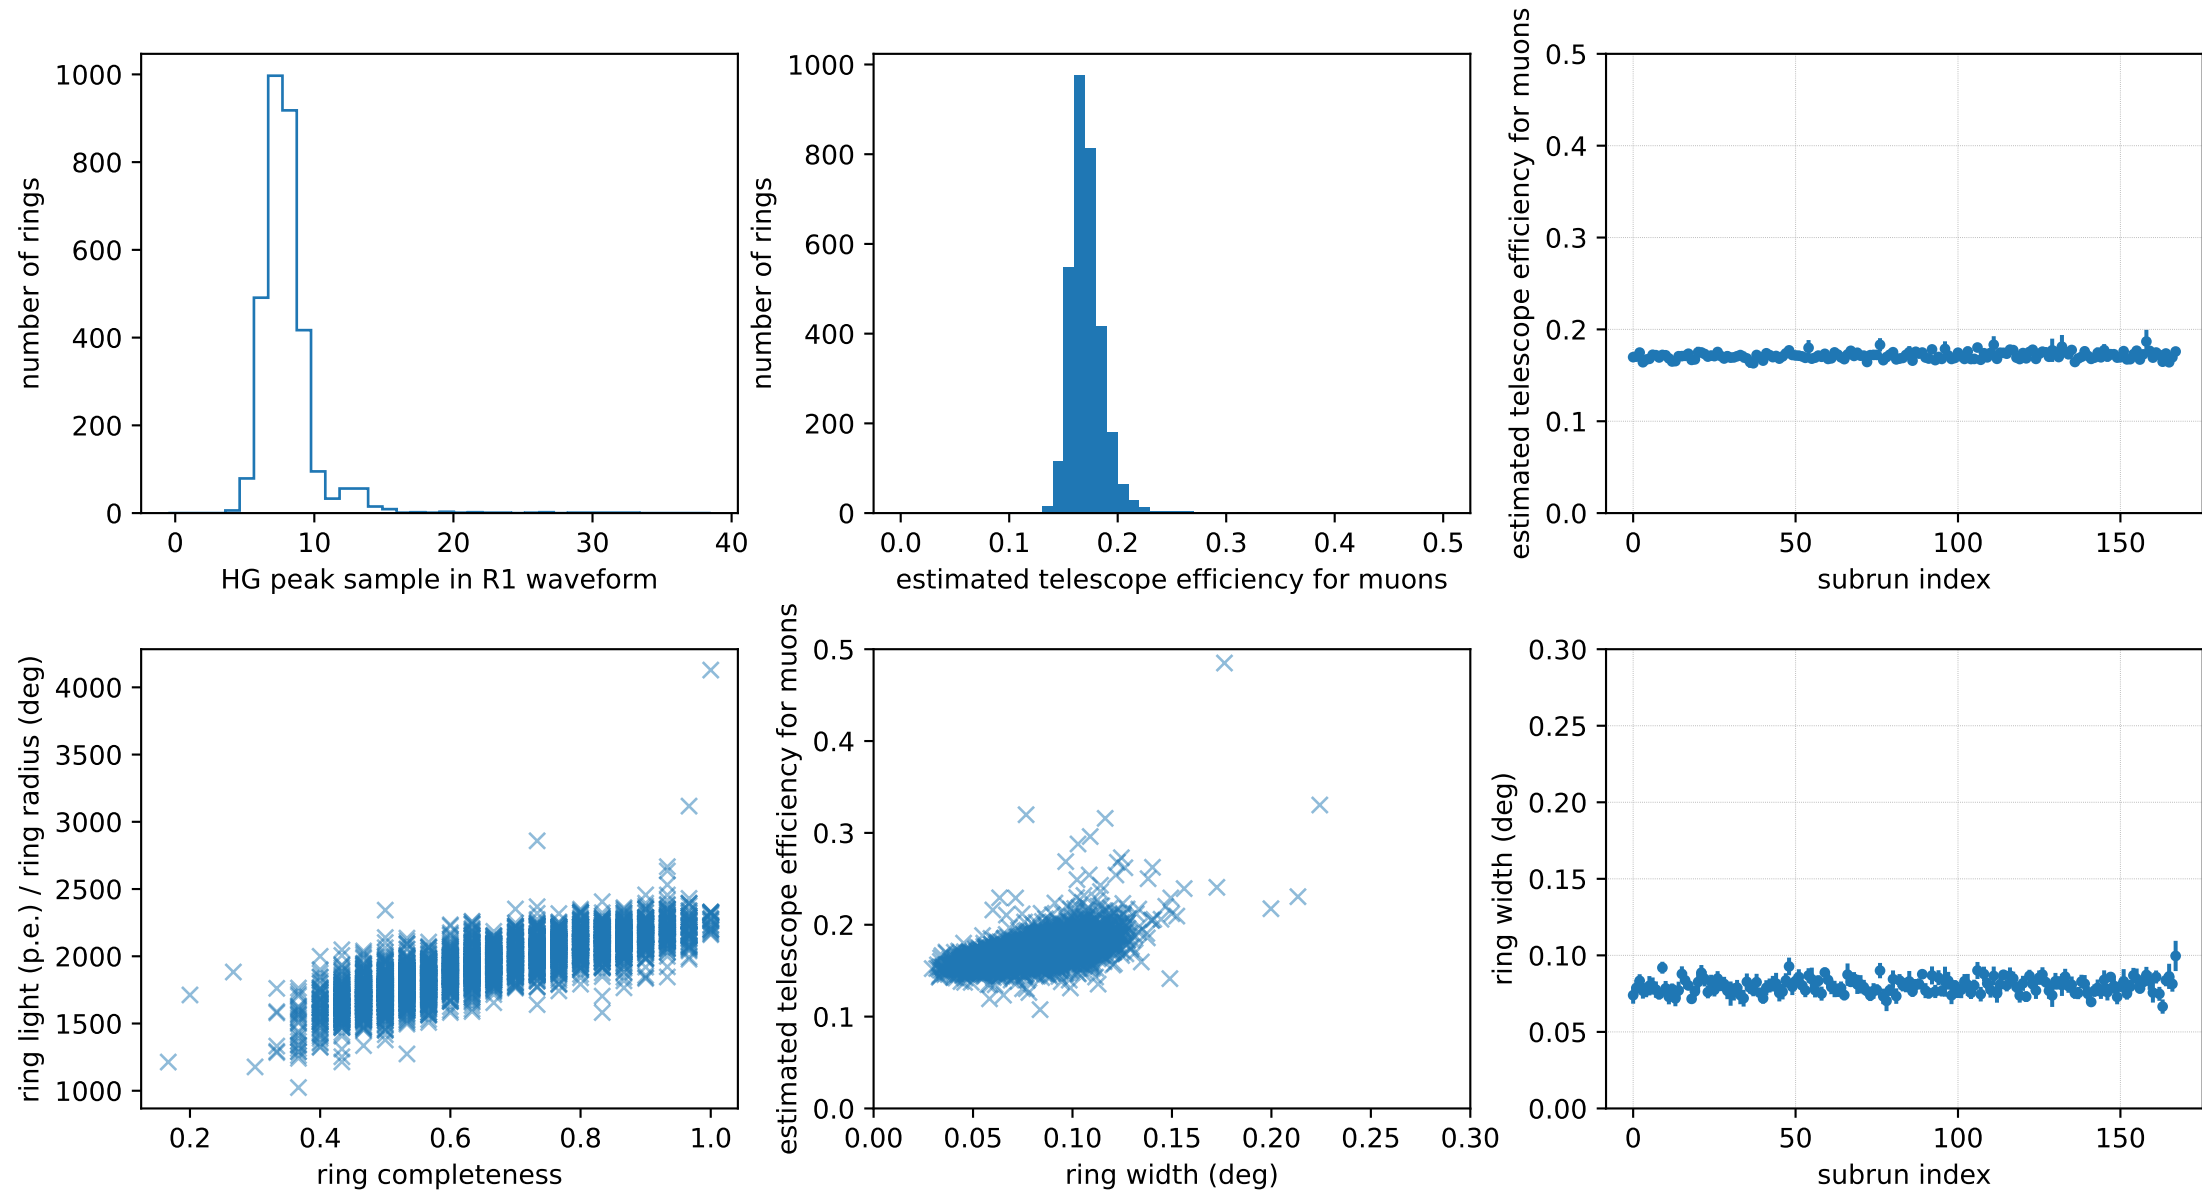 number of rings
1000
800
600
400
200
0
0 10 20 30 40
HG peak sample in R1 waveform
number of rings
1000
800
600
400
200
0
0.0 0.1 0.2 0.3 0.4 0.5
estimated telescope efficiency for muons
estimated telescope efficiency for muons
0.5
0.4
0.3
0.2
0.1
0.0
0 50 100 150
subrun index
ring light (p.e.) / ring radius (deg)
4000
3500
3000
2500
2000
1500
1000
0.2 0.4 0.6 0.8 1.0
ring completeness
estimated telescope efficiency for muons
0.5
0.4
0.3
0.2
0.1
0.0
0.00 0.05 0.10 0.15 0.20 0.25 0.30
ring width (deg)
ring width (deg)
0.30
0.25
0.20
0.15
0.10
0.05
0.00
0 50 100 150
subrun index